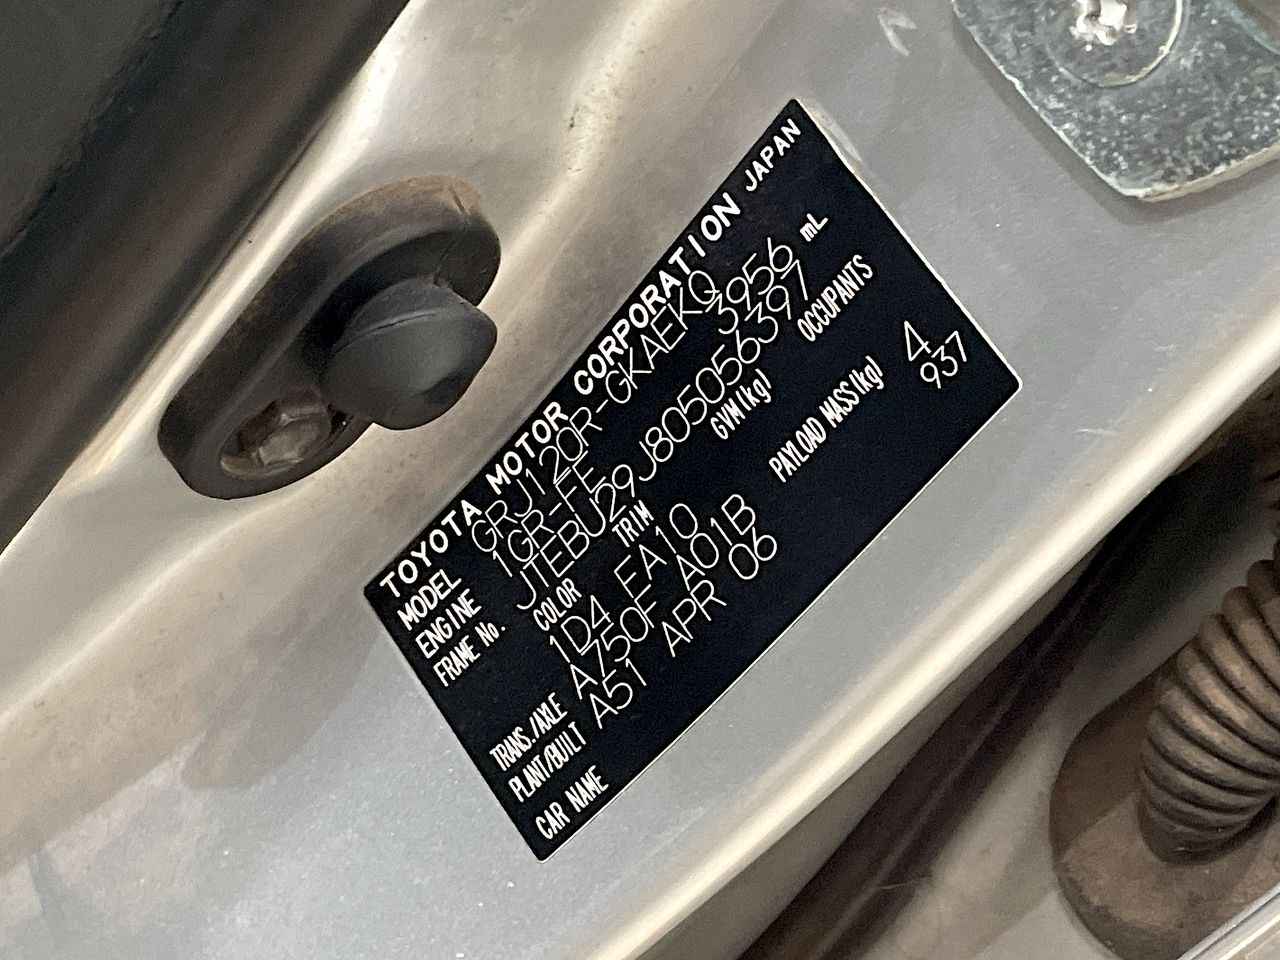 TOYOTA MOTOR CORPORATION JAPAN
MODEL GRJ120R-GKAEKQ
ENGINE 1GR-FE 3956 mL
FRAME No. JTEBU29J805056397
COLOR TRIM GVM(kg) OCCUPANTS
1D4 EA10 4
TRANS./AXLE A750F A01B PAYLOAD MASS(kg) 937
PLANT/BUILT A51 APR 06
CAR NAME